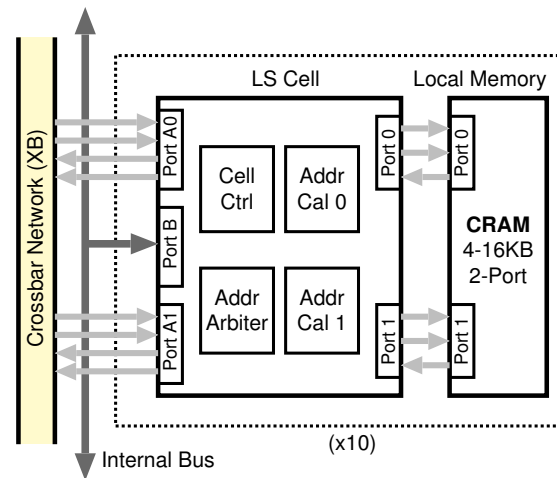 LS Cell
Local Memory
Crossbar Network (XB)
Port A0
Port B
Port A1
Cell
Ctrl
Addr
Cal 0
Addr
Arbiter
Addr
Cal 1
Port 0
Port 1
Port 0
Port 1
CRAM
4-16KB
2-Port
(x10)
Internal Bus